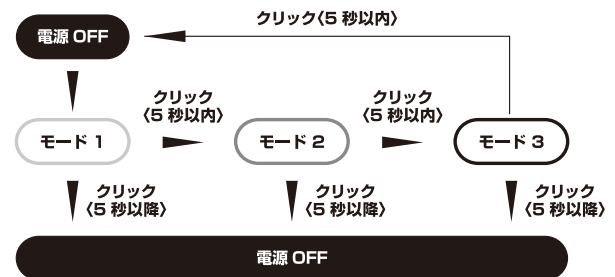 クリック〈5 秒以内〉
電源 OFF
クリック
〈5 秒以内〉
クリック
〈5 秒以内〉
モード 1
モード 2
モード 3
クリック
〈5 秒以降〉
クリック
〈5 秒以降〉
クリック
〈5 秒以降〉
電源 OFF